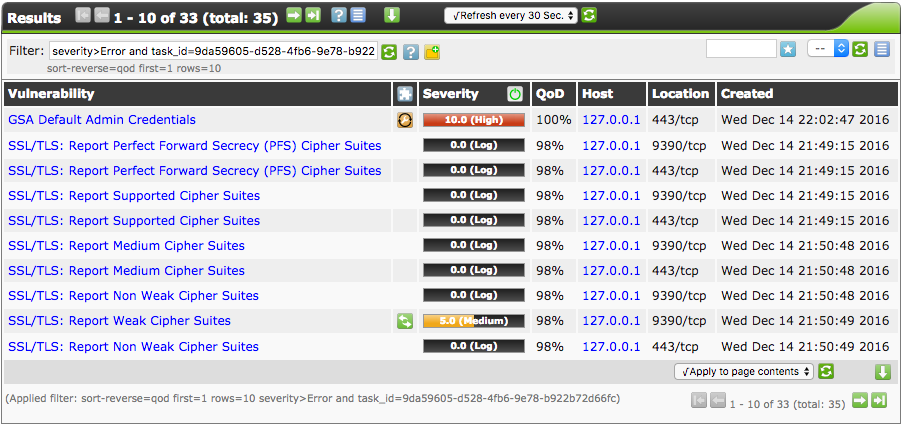 Results 1 - 10 of 33 (total: 35) ? √Refresh every 30 Sec.
Filter: severity>Error and task_id=9da59605-d528-4fb6-9e78-b922 ? --
sort-reverse=qod first=1 rows=10
Vulnerability Severity QoD Host Location Created
GSA Default Admin Credentials 10.0 (High) 100% 127.0.0.1 443/tcp Wed Dec 14 22:02:47 2016
SSL/TLS: Report Perfect Forward Secrecy (PFS) Cipher Suites 0.0 (Log) 98% 127.0.0.1 9390/tcp Wed Dec 14 21:49:15 2016
SSL/TLS: Report Perfect Forward Secrecy (PFS) Cipher Suites 0.0 (Log) 98% 127.0.0.1 443/tcp Wed Dec 14 21:49:15 2016
SSL/TLS: Report Supported Cipher Suites 0.0 (Log) 98% 127.0.0.1 9390/tcp Wed Dec 14 21:49:15 2016
SSL/TLS: Report Supported Cipher Suites 0.0 (Log) 98% 127.0.0.1 443/tcp Wed Dec 14 21:49:15 2016
SSL/TLS: Report Medium Cipher Suites 0.0 (Log) 98% 127.0.0.1 9390/tcp Wed Dec 14 21:50:48 2016
SSL/TLS: Report Medium Cipher Suites 0.0 (Log) 98% 127.0.0.1 443/tcp Wed Dec 14 21:50:48 2016
SSL/TLS: Report Non Weak Cipher Suites 0.0 (Log) 98% 127.0.0.1 9390/tcp Wed Dec 14 21:50:48 2016
SSL/TLS: Report Weak Cipher Suites 5.0 (Medium) 98% 127.0.0.1 9390/tcp Wed Dec 14 21:50:49 2016
SSL/TLS: Report Non Weak Cipher Suites 0.0 (Log) 98% 127.0.0.1 443/tcp Wed Dec 14 21:50:49 2016
√Apply to page contents
(Applied filter: sort-reverse=qod first=1 rows=10 severity>Error and task_id=9da59605-d528-4fb6-9e78-b922b72d66fc) 1 - 10 of 33 (total: 35)